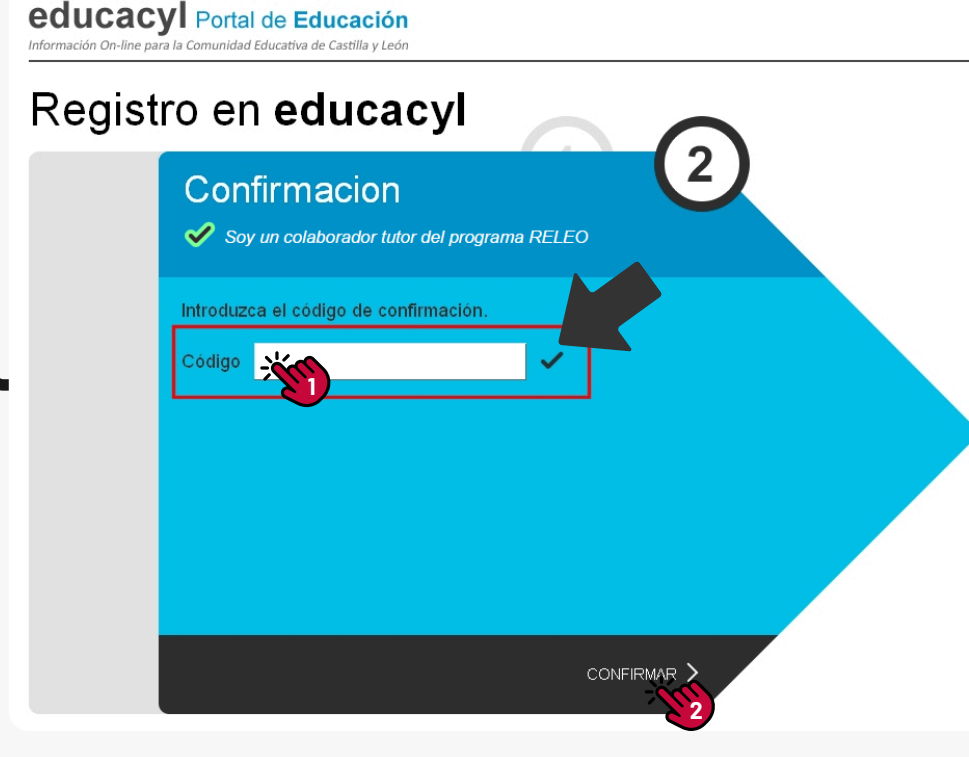 educacyl Portal de Educación
Información On-line para la Comunidad Educativa de Castilla y León
Registro en educacyl
2
Confirmacion
Soy un colaborador tutor del programa RELEO
Introduzca el código de confirmación.
Código
1
CONFIRMAR
2